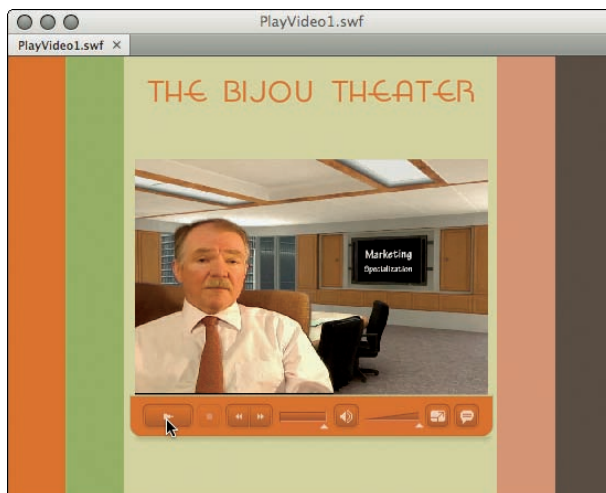 PlayVideo1.swf
PlayVideo1.swf ×
THE BIJOU THEATER
Marketing
Specialization